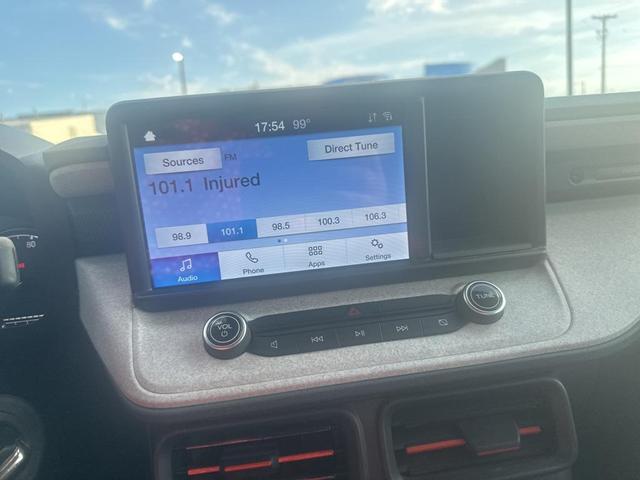 17:54 99°
Sources FM Direct Tune
101.1 Injured
98.9 101.1 98.5 100.3 106.3
Audio Phone Apps Settings
VOL TUNE
80